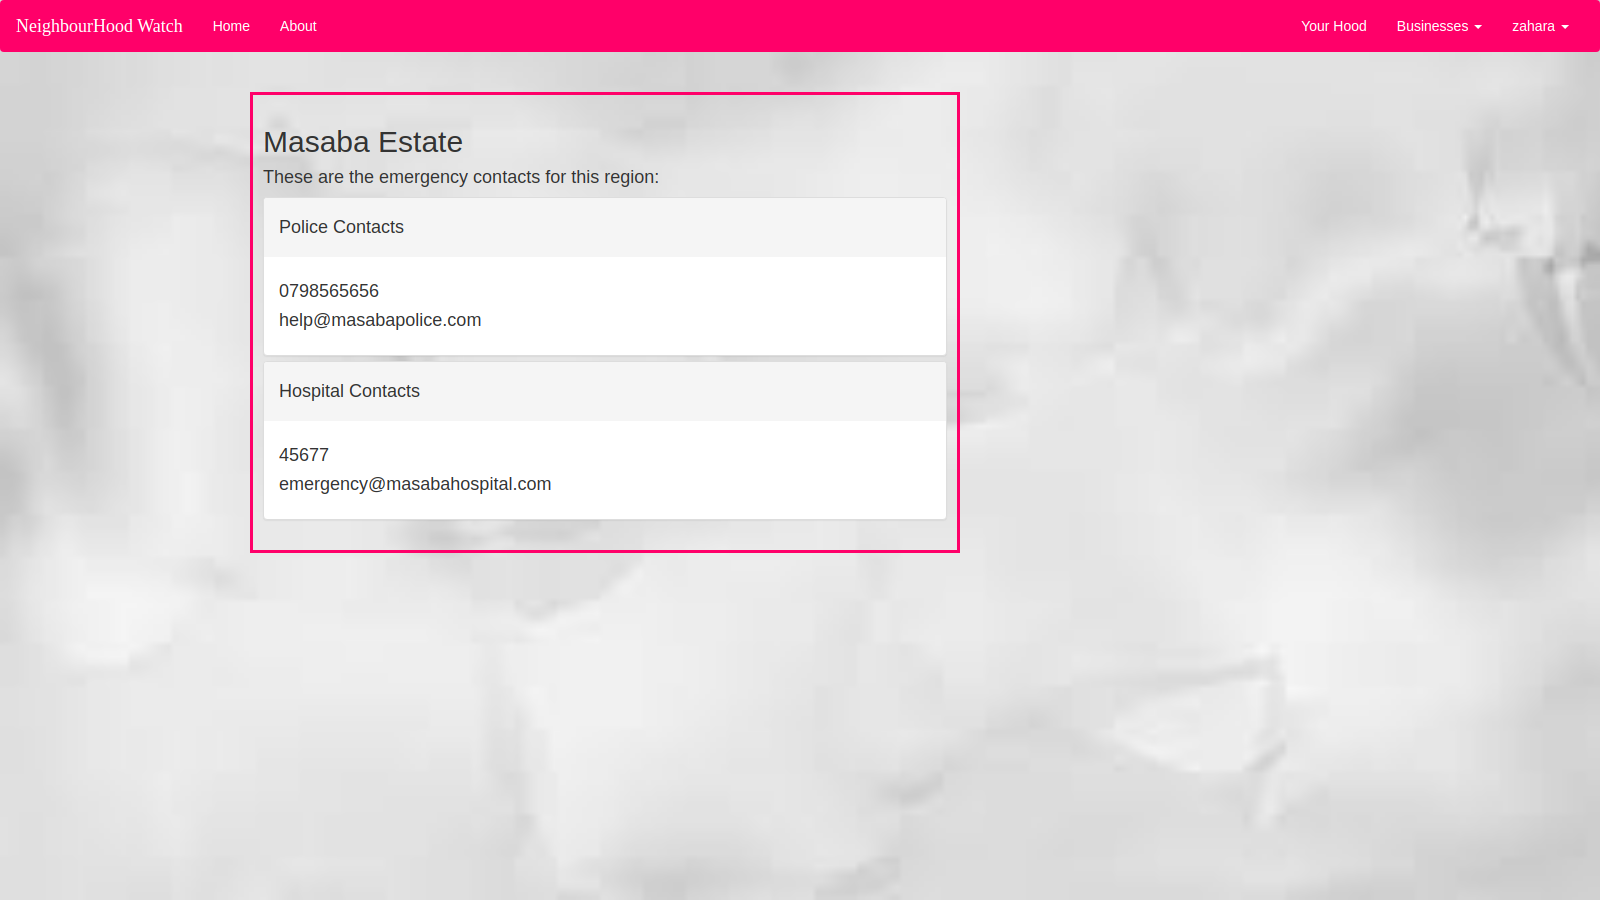 NeighbourHood Watch Home About Your Hood Businesses zahara
Masaba Estate
These are the emergency contacts for this region:
Police Contacts
0798565656
help@masabapolice.com
Hospital Contacts
45677
emergency@masabahospital.com